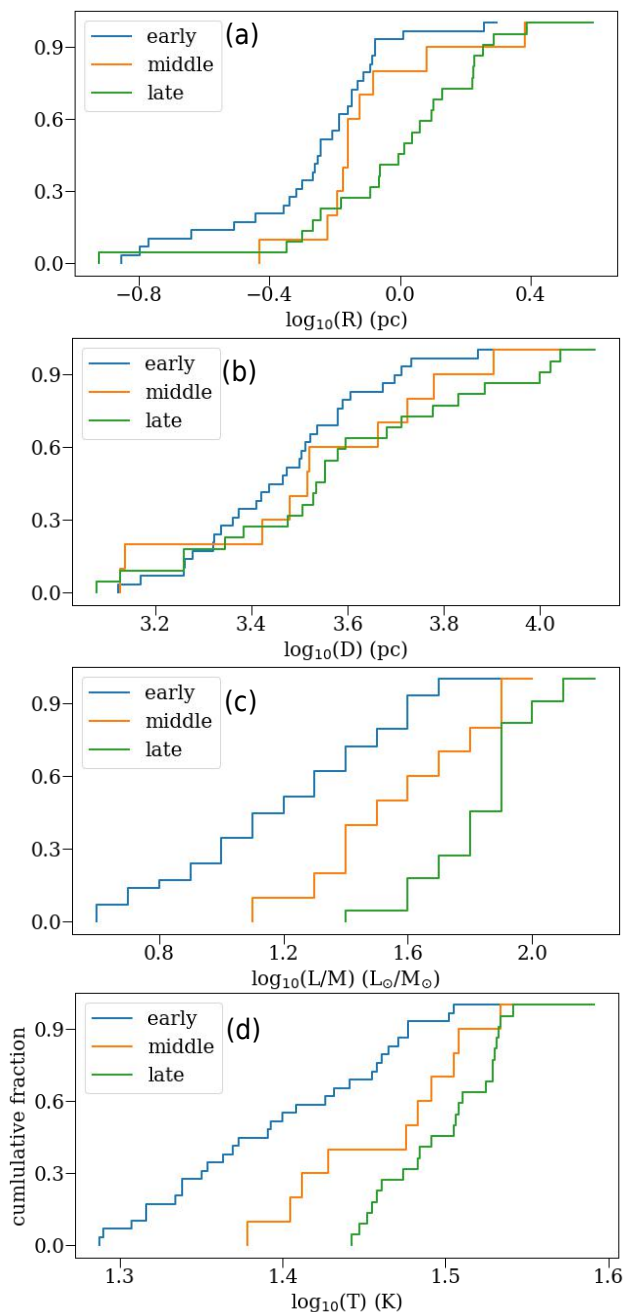 early
middle
late
(a)
0.9
0.6
0.3
0.0
−0.8 −0.4 0.0 0.4
log₁₀(R) (pc)
early
middle
late
(b)
0.9
0.6
0.3
0.0
3.2 3.4 3.6 3.8 4.0
log₁₀(D) (pc)
early
middle
late
(c)
0.9
0.6
0.3
0.0
0.8 1.2 1.6 2.0
log₁₀(L/M) (L⊙/M⊙)
early
middle
late
(d)
0.9
0.6
0.3
0.0
cumlulative fraction
1.3 1.4 1.5 1.6
log₁₀(T) (K)